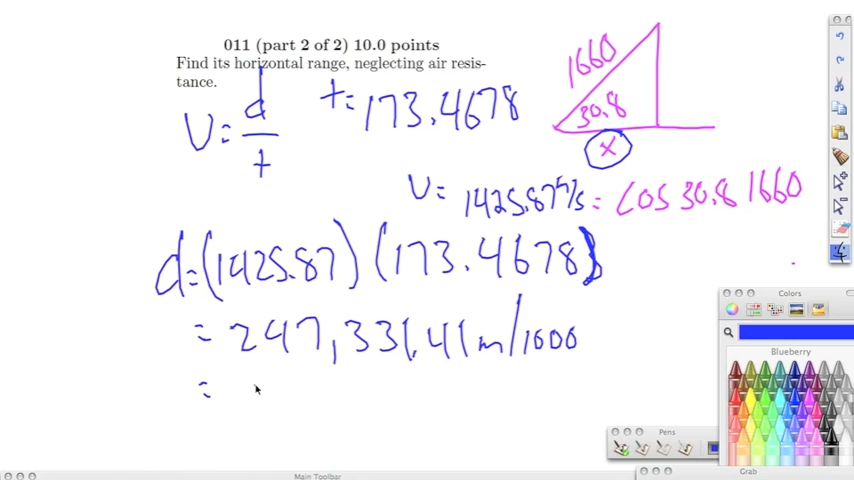 011 (part 2 of 2) 10.0 points
Find its horizontal range, neglecting air resis-
tance.
V = d / t
t = 173.4678
1660
30.8
x
V = 1425.87 m/s = Cos 30.8 1660
d = (1425.87) (173.4678)
= 247,331.41 m/1000
=
Colors
Blueberry
Pens
Grab
Main Toolbar